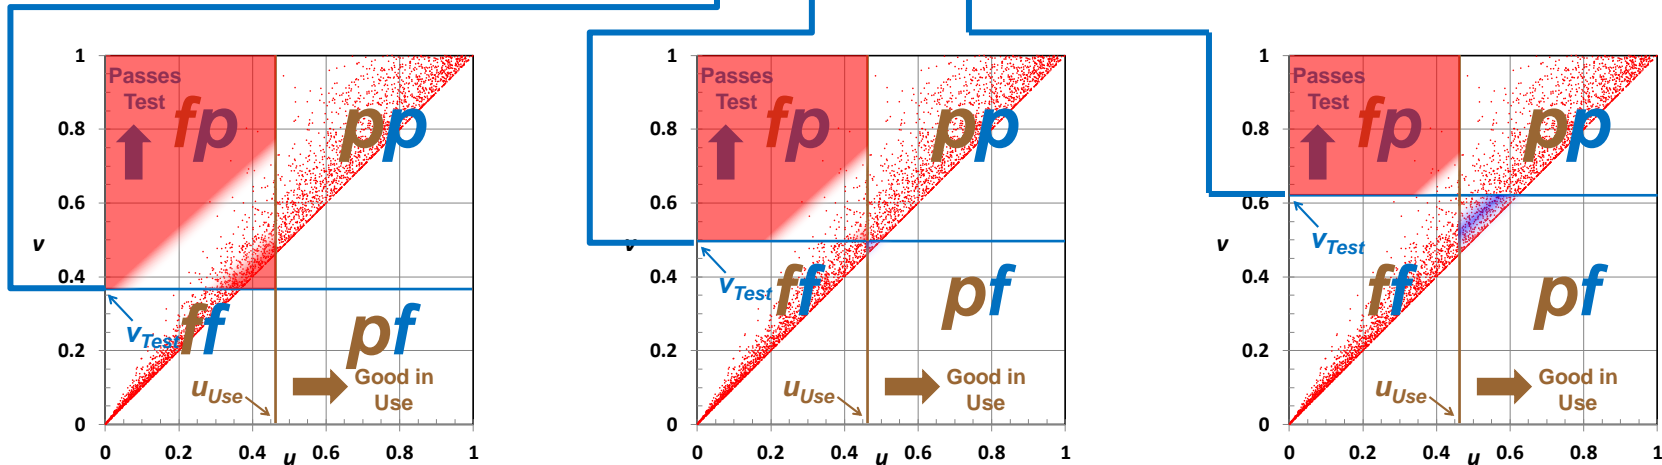 1
Passes
Test
fp
pp
0.8
0.6
v
0.4
vTest
ff
pf
0.2
uUse
Good in
Use
0
0
0.2
0.4
u
0.6
0.8
1
1
Passes
Test
fp
pp
0.8
0.6
v
0.4
vTest
ff
pf
0.2
uUse
Good in
Use
0
0
0.2
0.4
u
0.6
0.8
1
1
Passes
Test
fp
pp
0.8
0.6
v
vTest
0.4
ff
pf
0.2
uUse
Good in
Use
0
0
0.2
0.4
u
0.6
0.8
1